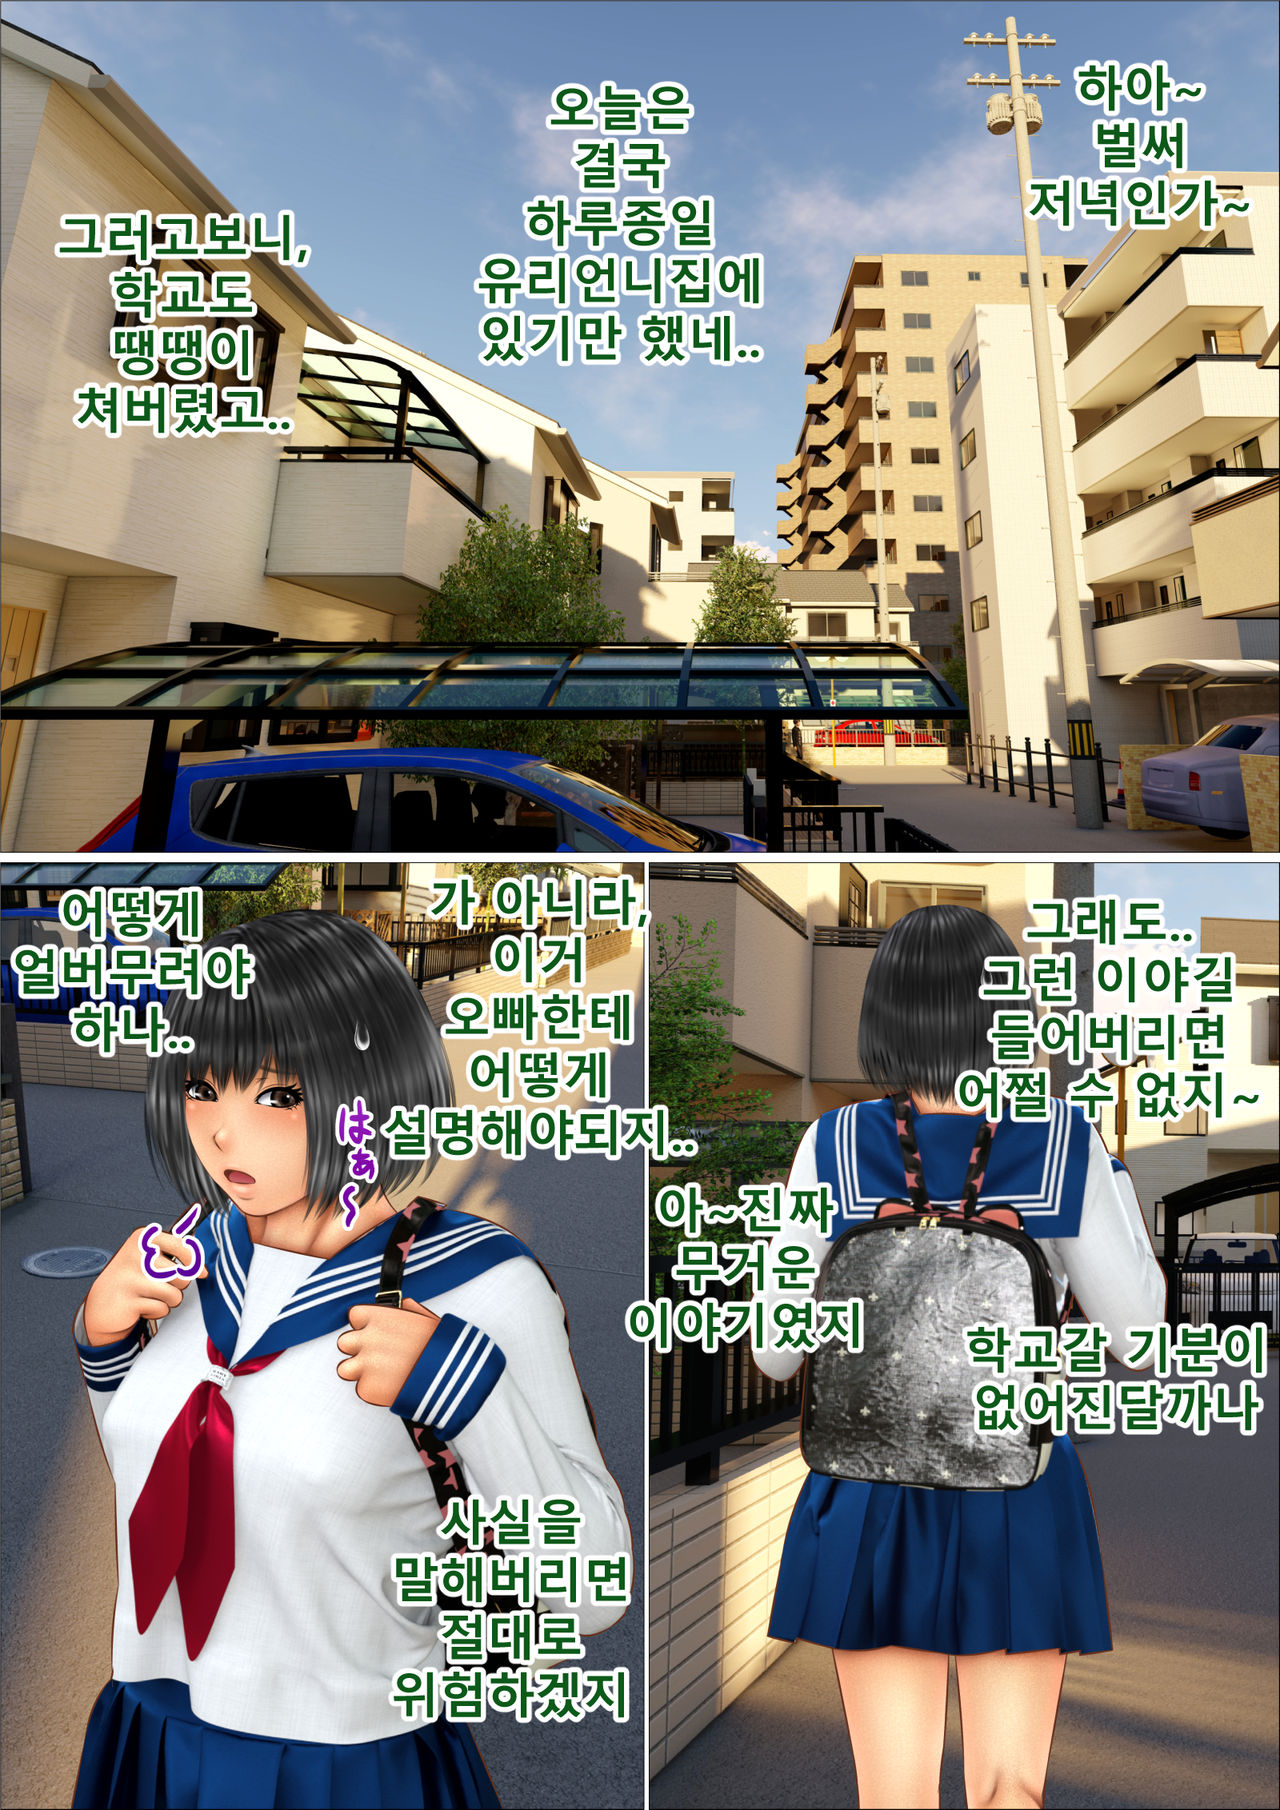 하아~
벌써
저녁인가~
오늘은
결국
하루종일
유리언니집에
있기만 했네..
그러고보니,
학교도
땡땡이
쳐버렸고..
그래도..
그런 이야길
들어버리면
어쩔 수 없지~
아~진짜
무거운
이야기였지
학교갈 기분이
없어진달까나
가 아니라,
이거
오빠한테
어떻게
설명해야되지..
어떻게
얼버무려야
하나..
はぁ~
사실을
말해버리면
절대로
위험하겠지